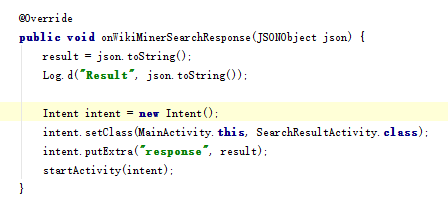 @Override
public void onWikiMinerSearchResponse(JSONObject json) {
    result = json.toString();
    Log.d("Result", json.toString());

    Intent intent = new Intent();
    intent.setClass(MainActivity.this, SearchResultActivity.class);
    intent.putExtra("response", result);
    startActivity(intent);
}